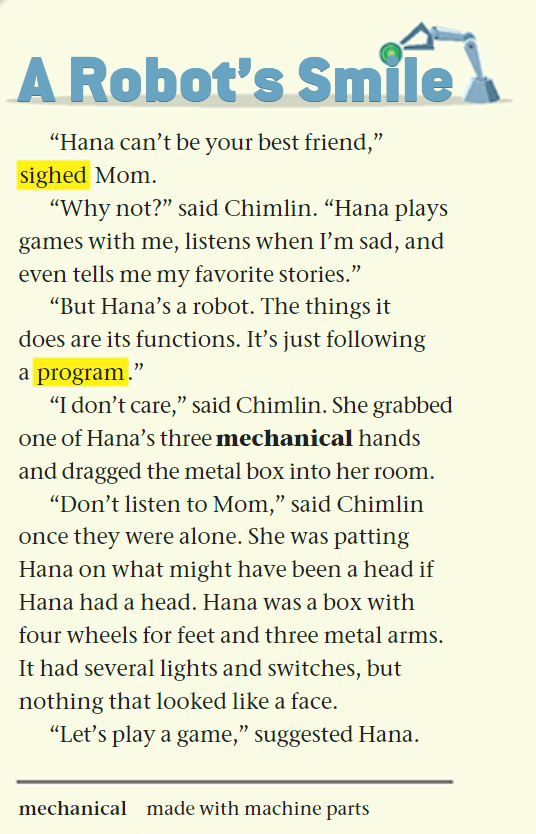 A Robot’s Smile
“Hana can’t be your best friend,”
sighed Mom.
“Why not?” said Chimlin. “Hana plays
games with me, listens when I’m sad, and
even tells me my favorite stories.”
“But Hana’s a robot. The things it
does are its functions. It’s just following
a program.”
“I don’t care,” said Chimlin. She grabbed
one of Hana’s three mechanical hands
and dragged the metal box into her room.
“Don’t listen to Mom,” said Chimlin
once they were alone. She was patting
Hana on what might have been a head if
Hana had a head. Hana was a box with
four wheels for feet and three metal arms.
It had several lights and switches, but
nothing that looked like a face.
“Let’s play a game,” suggested Hana.
mechanical made with machine parts